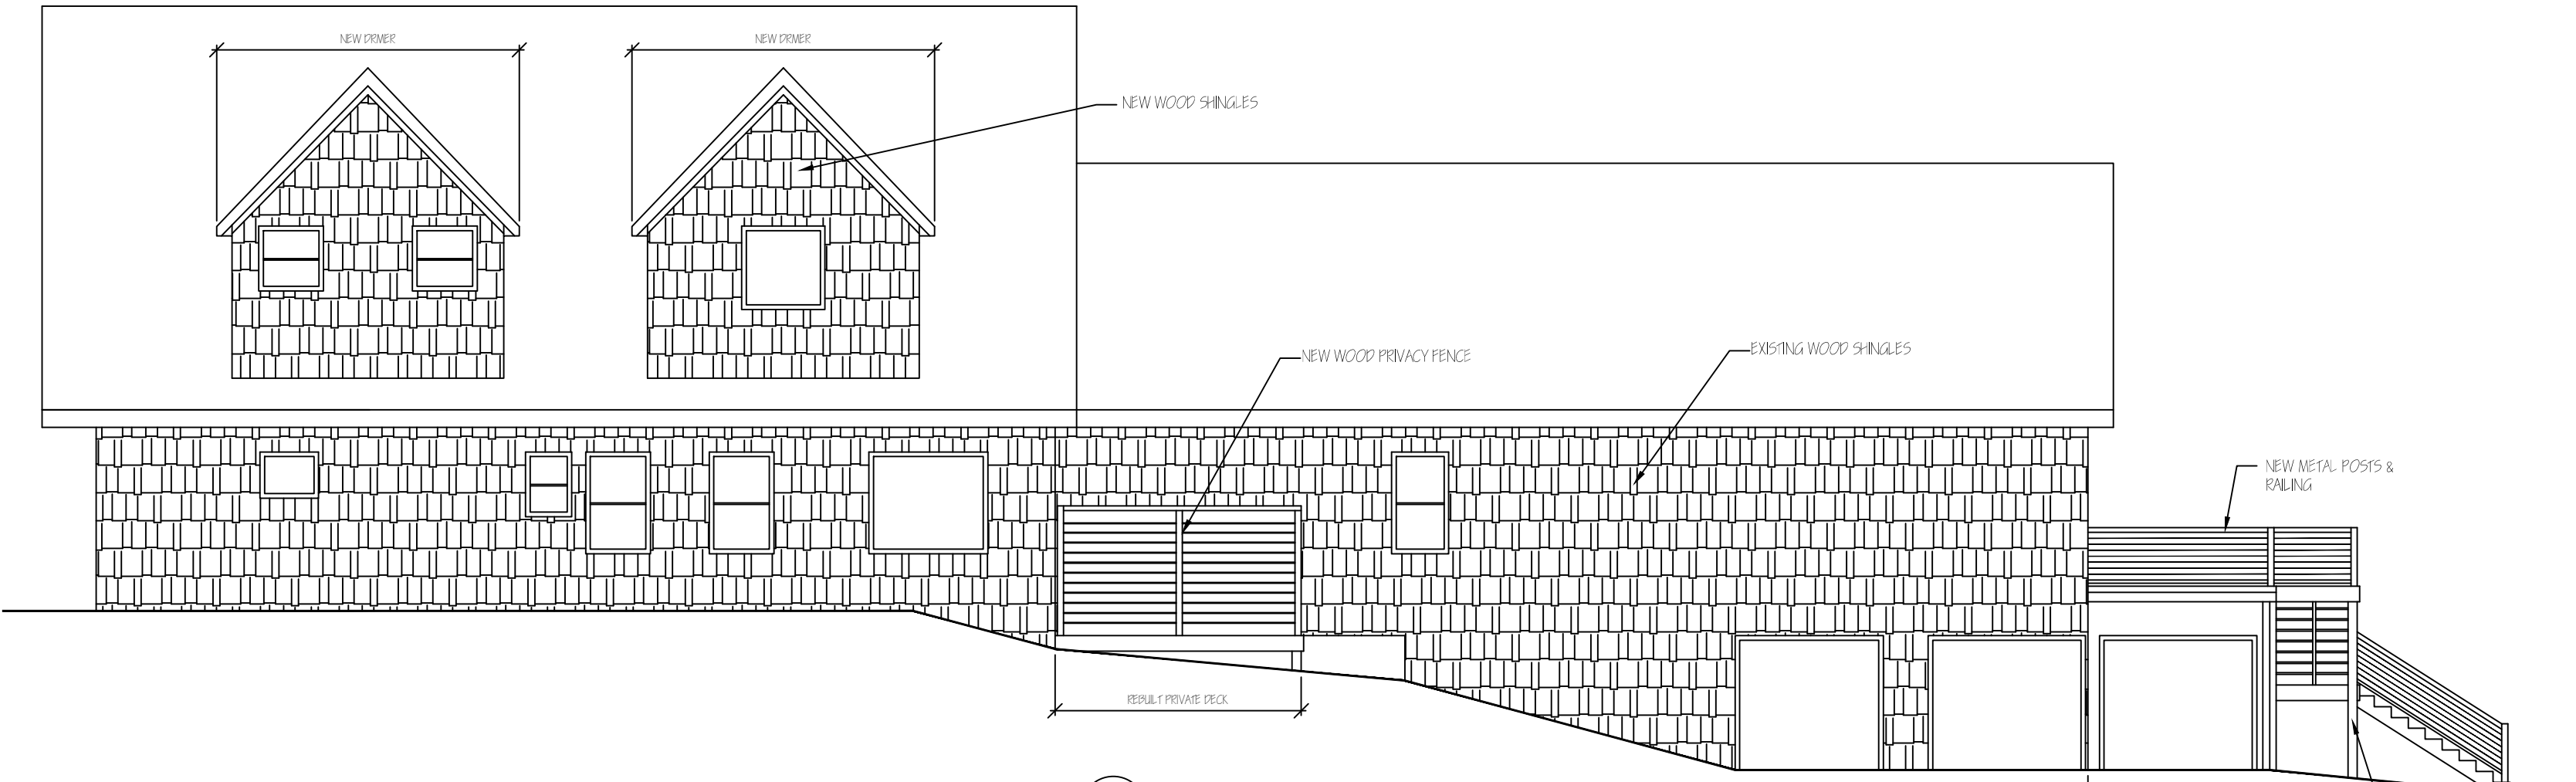 NEW DRMER
NEW DRMER
NEW WOOD SHINGLES
NEW WOOD PRIVACY FENCE
EXISTING WOOD SHINGLES
NEW METAL POSTS &
RAILING
REBUILT PRIVATE DECK